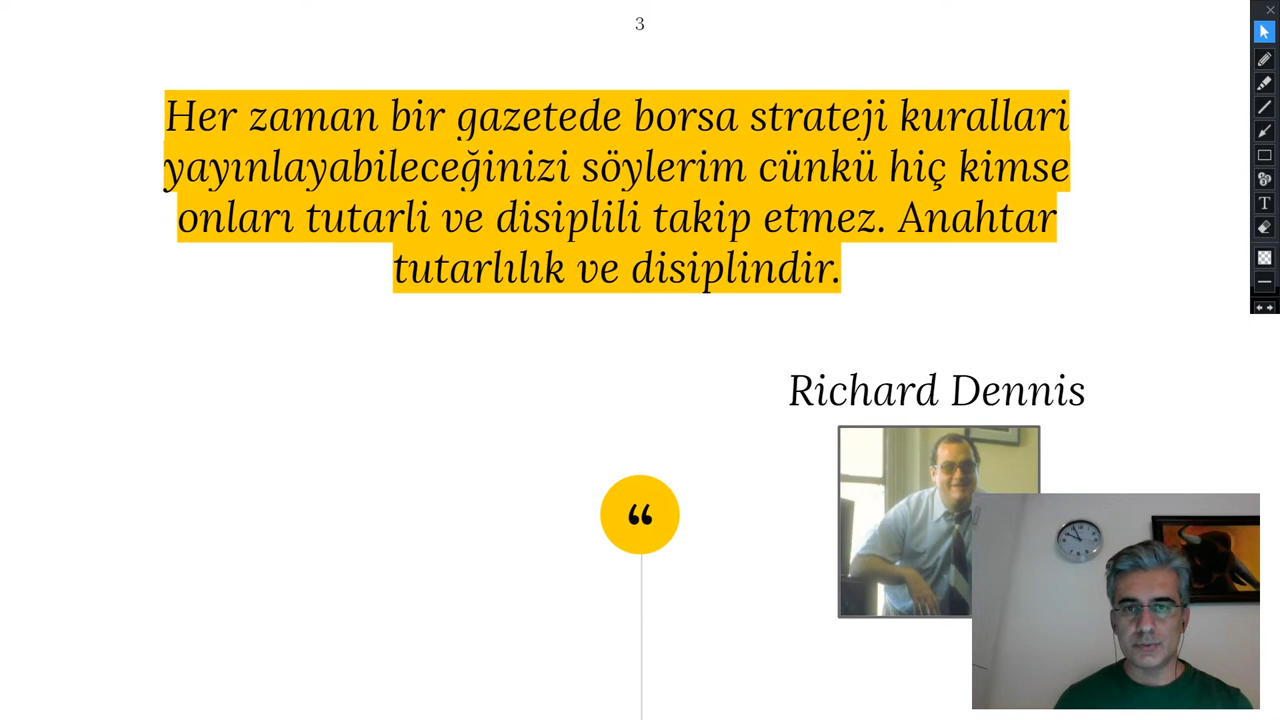 3
Her zaman bir gazetede borsa strateji kurallari
yayınlayabileceğinizi söylerim cünkü hiç kimse
onları tutarli ve disiplili takip etmez. Anahtar
tutarlılık ve disiplindir.
Richard Dennis
“
T